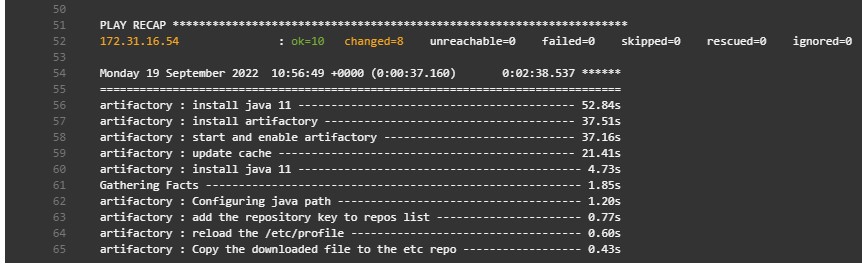 50
51 PLAY RECAP *********************************************************************
52 172.31.16.54 : ok=10 changed=8 unreachable=0 failed=0 skipped=0 rescued=0 ignored=0
53
54 Monday 19 September 2022 10:56:49 +0000 (0:00:37.160) 0:02:38.537 ******
55 ===============================================================================
56 artifactory : install java 11 ------------------------------------------ 52.84s
57 artifactory : install artifactory -------------------------------------- 37.51s
58 artifactory : start and enable artifactory ----------------------------- 37.16s
59 artifactory : update cache --------------------------------------------- 21.41s
60 artifactory : install java 11 ------------------------------------------- 4.73s
61 Gathering Facts --------------------------------------------------------- 1.85s
62 artifactory : Configuring java path ------------------------------------- 1.20s
63 artifactory : add the repository key to repos list ---------------------- 0.77s
64 artifactory : reload the /etc/profile ----------------------------------- 0.60s
65 artifactory : Copy the downloaded file to the etc repo ------------------ 0.43s